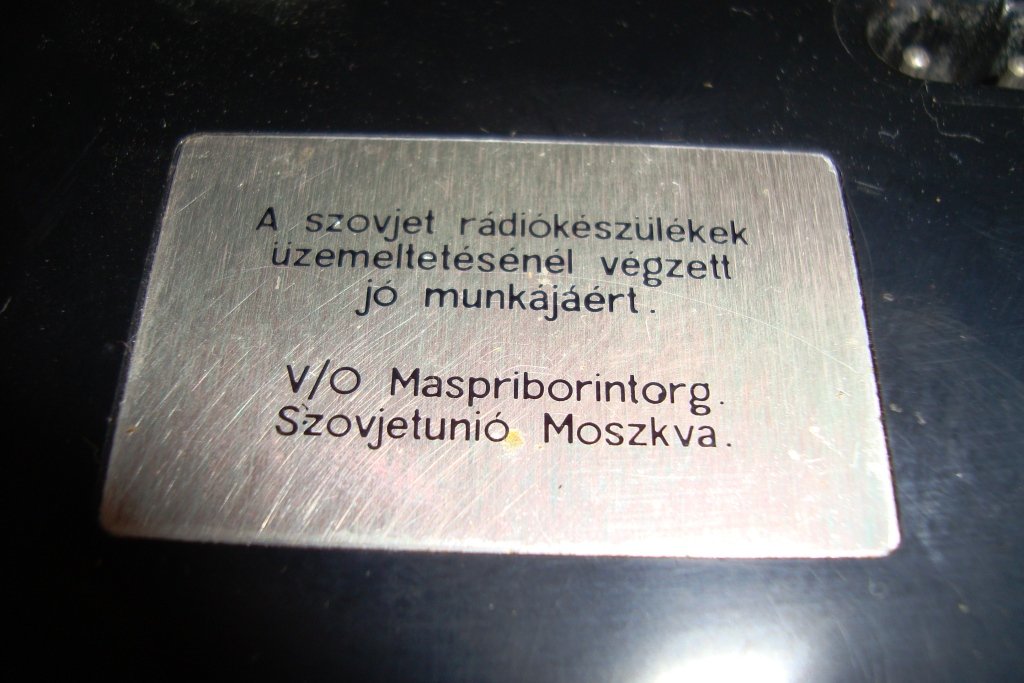 A szovjet rádiókészülékek
üzemeltetésénél végzett
jó munkájáért.
V/O Maspriborintorg.
Szovjetunió Moszkva.